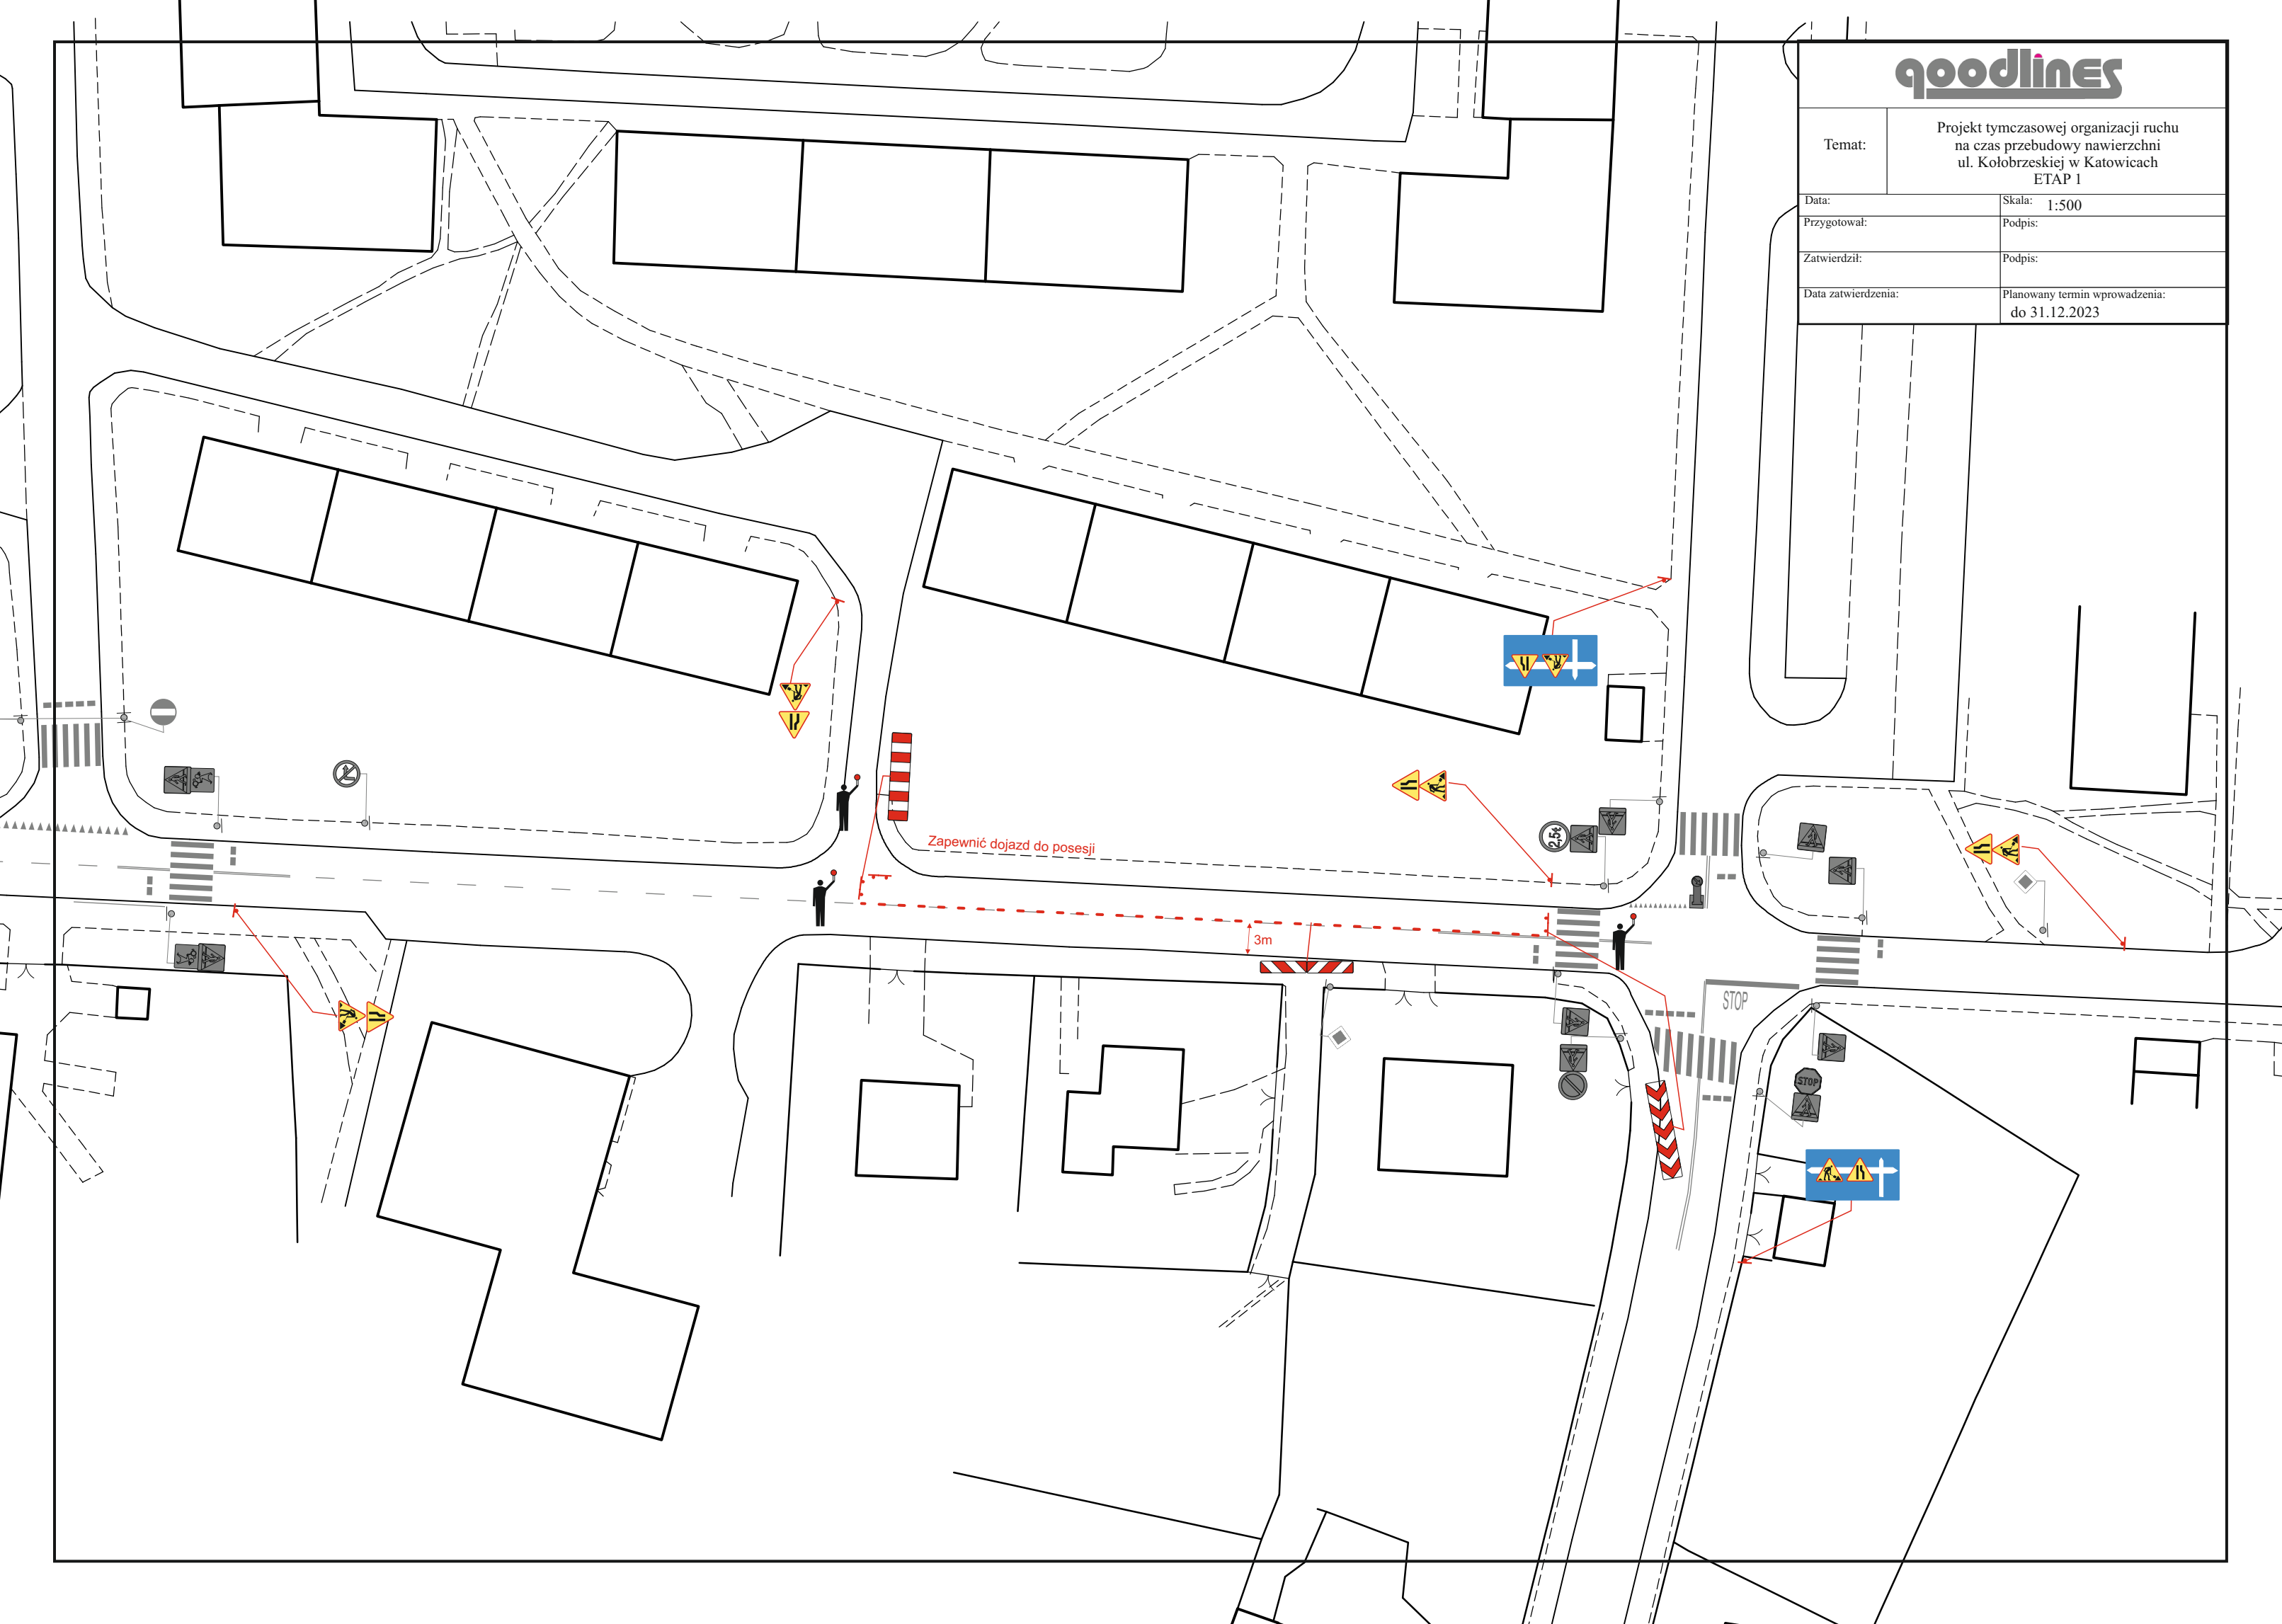 goodlines
Temat:
Projekt tymczasowej organizacji ruchu
na czas przebudowy nawierzchni
ul. Kołobrzeskiej w Katowicach
ETAP 1
Data:
Skala: 1:500
Przygotował:
Podpis:
Zatwierdził:
Podpis:
Data zatwierdzenia:
Planowany termin wprowadzenia:
do 31.12.2023
Zapewnić dojazd do posesji
2,5t
3m
STOP
STOP